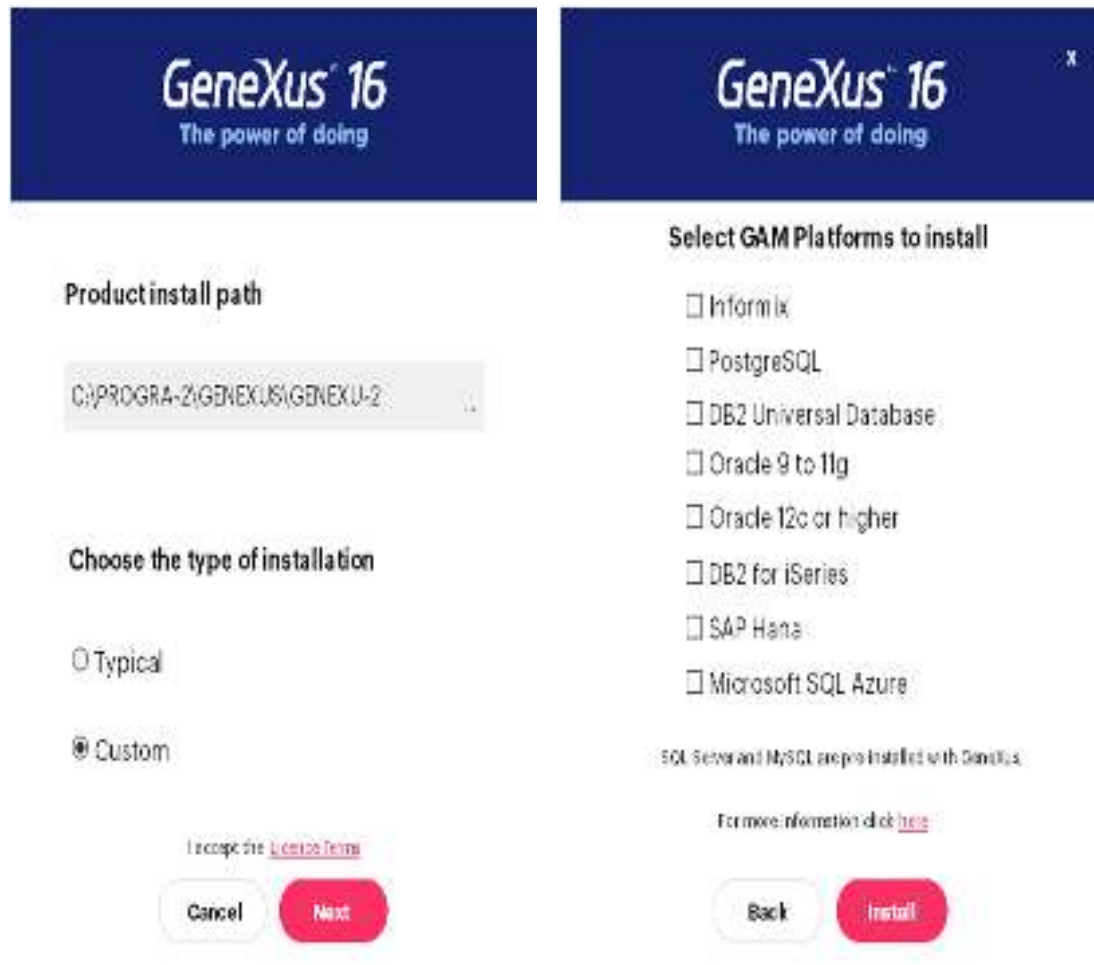 GeneXus™ 16
The power of doing
Product install path
C:\PROGRA~2\GENEXUS\GENEXU~2
...
Choose the type of installation
Typical
Custom
I accept the Licence Terms
Cancel
Next
GeneXus™ 16
X
The power of doing
Select GAM Platforms to install
Informix
PostgreSQL
DB2 Universal Database
Oracle 9 to 11g
Oracle 12c or higher
DB2 for iSeries
SAP Hana
Microsoft SQL Azure
SQL Server and MySQL are pre-installed with GeneXus.
For more information click here
Back
Install